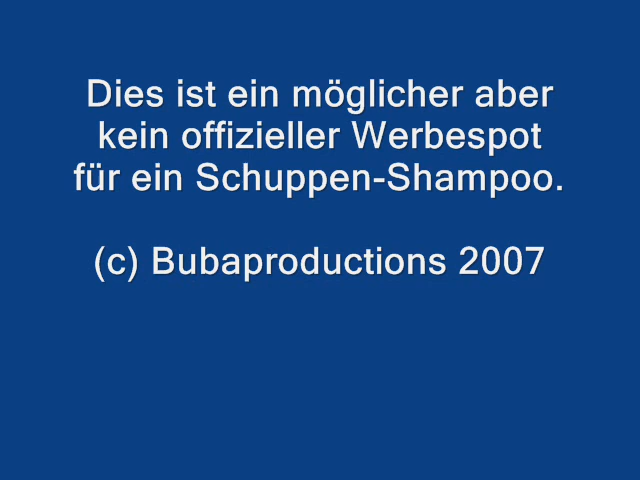 Dies ist ein möglicher aber
kein offizieller Werbespot
für ein Schuppen-Shampoo.
(c) Bubaproductions 2007